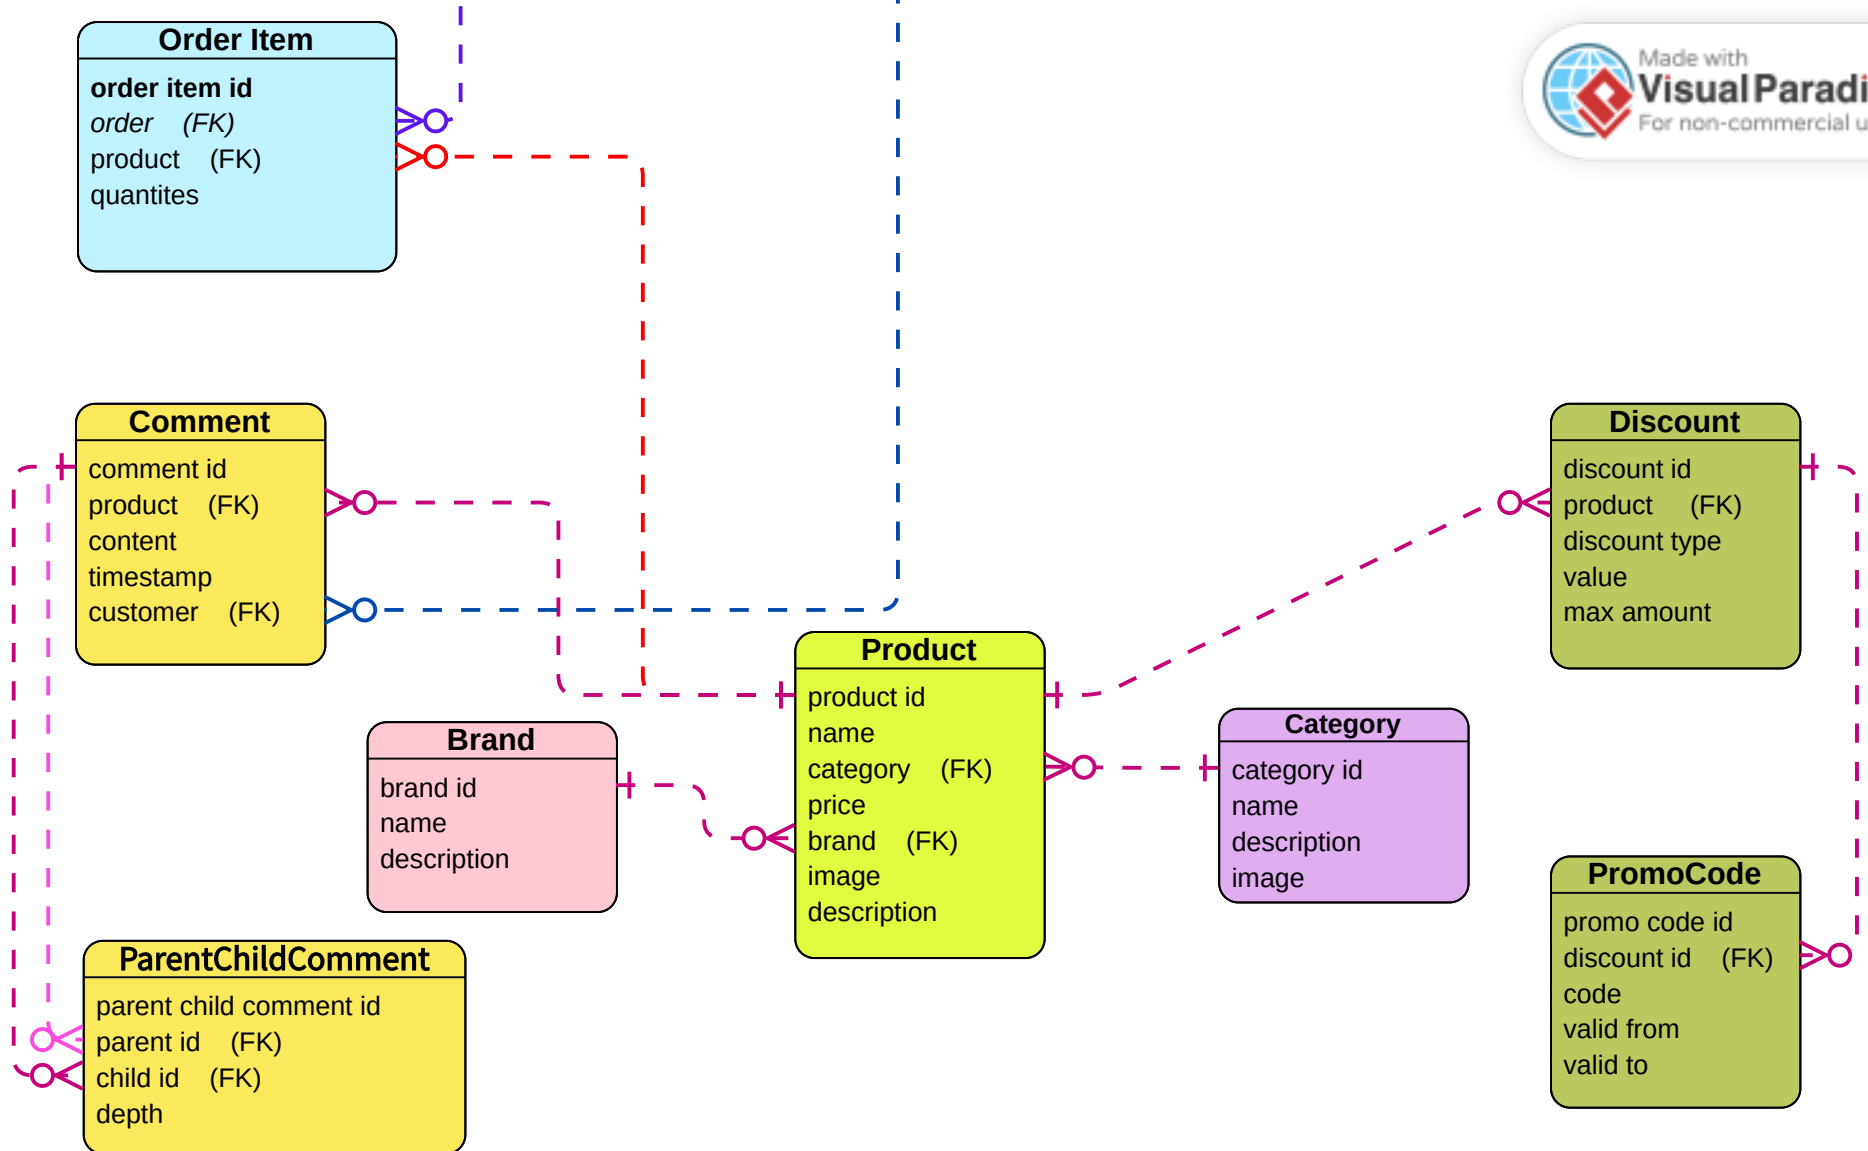 Order Item
order item id
order (FK)
product (FK)
quantites
Made with
Visual Paradi
For non-commercial u
Comment
comment id
product (FK)
content
timestamp
customer (FK)
Discount
discount id
product (FK)
discount type
value
max amount
Product
product id
name
category (FK)
price
brand (FK)
image
description
Brand
brand id
name
description
Category
category id
name
description
image
PromoCode
promo code id
discount id (FK)
code
valid from
valid to
ParentChildComment
parent child comment id
parent id (FK)
child id (FK)
depth